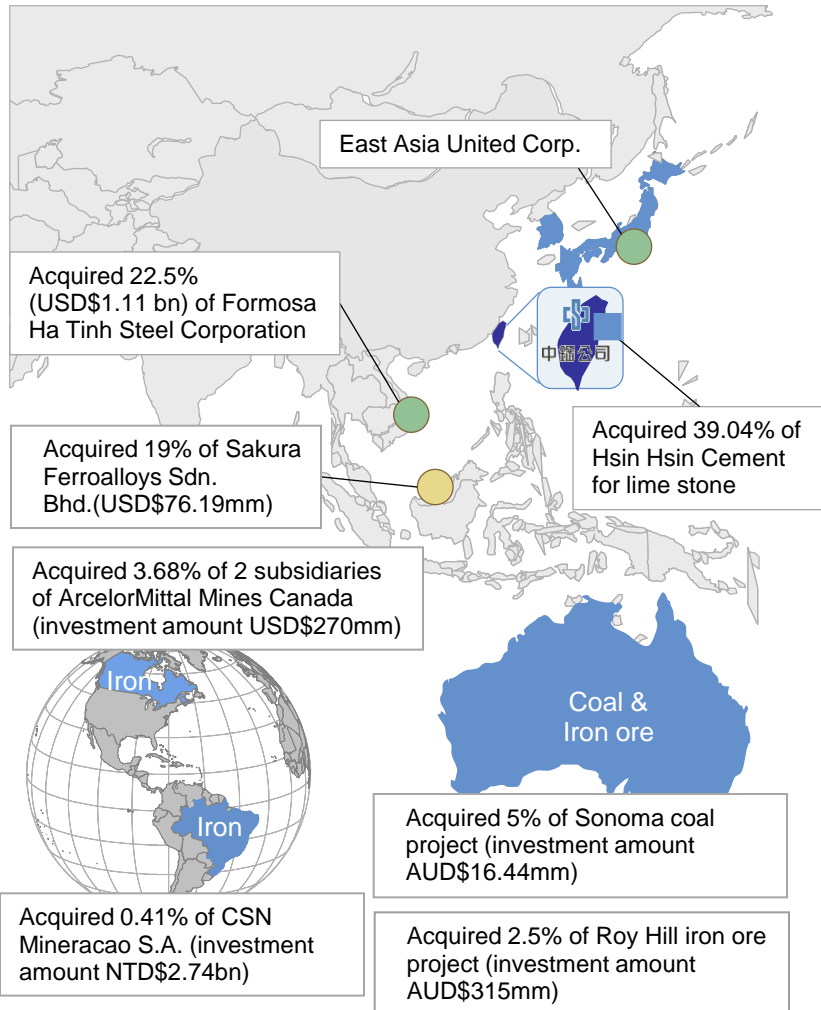 East Asia United Corp.
Acquired 22.5%
(USD$1.11 bn) of Formosa
Ha Tinh Steel Corporation
中鋼公司
Acquired 39.04% of
Hsin Hsin Cement
for lime stone
Acquired 19% of Sakura
Ferroalloys Sdn.
Bhd.(USD$76.19mm)
Acquired 3.68% of 2 subsidiaries
of ArcelorMittal Mines Canada
(investment amount USD$270mm)
Iron
Iron
Coal &
Iron ore
Acquired 5% of Sonoma coal
project (investment amount
AUD$16.44mm)
Acquired 0.41% of CSN
Mineracao S.A. (investment
amount NTD$2.74bn)
Acquired 2.5% of Roy Hill iron ore
project (investment amount
AUD$315mm)